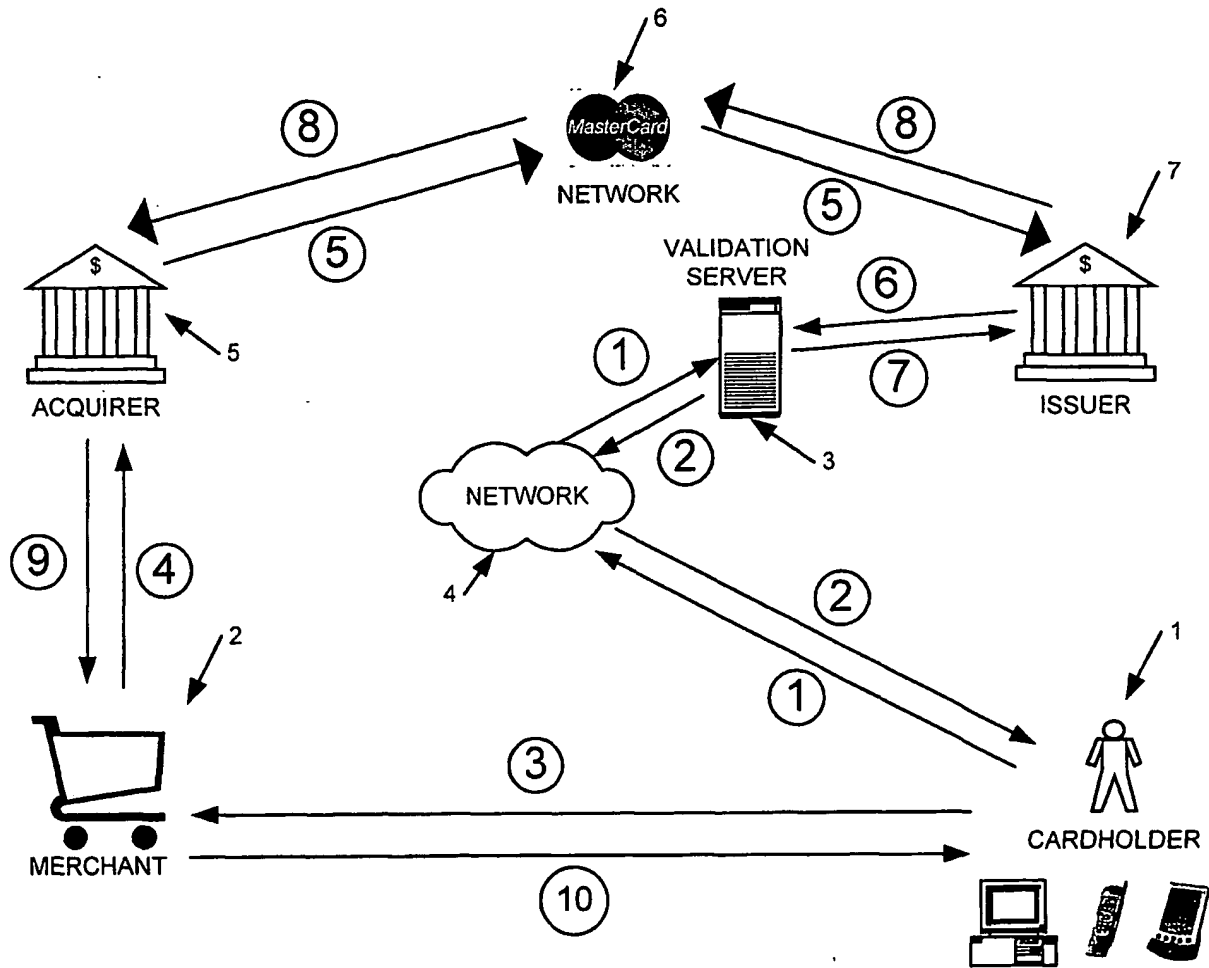 6
8
MasterCard
8
NETWORK
7
5
5
VALIDATION
SERVER
$
$
6
1
5
7
ACQUIRER
ISSUER
2
3
NETWORK
9
4
4
2
2
1
1
3
CARDHOLDER
MERCHANT
10